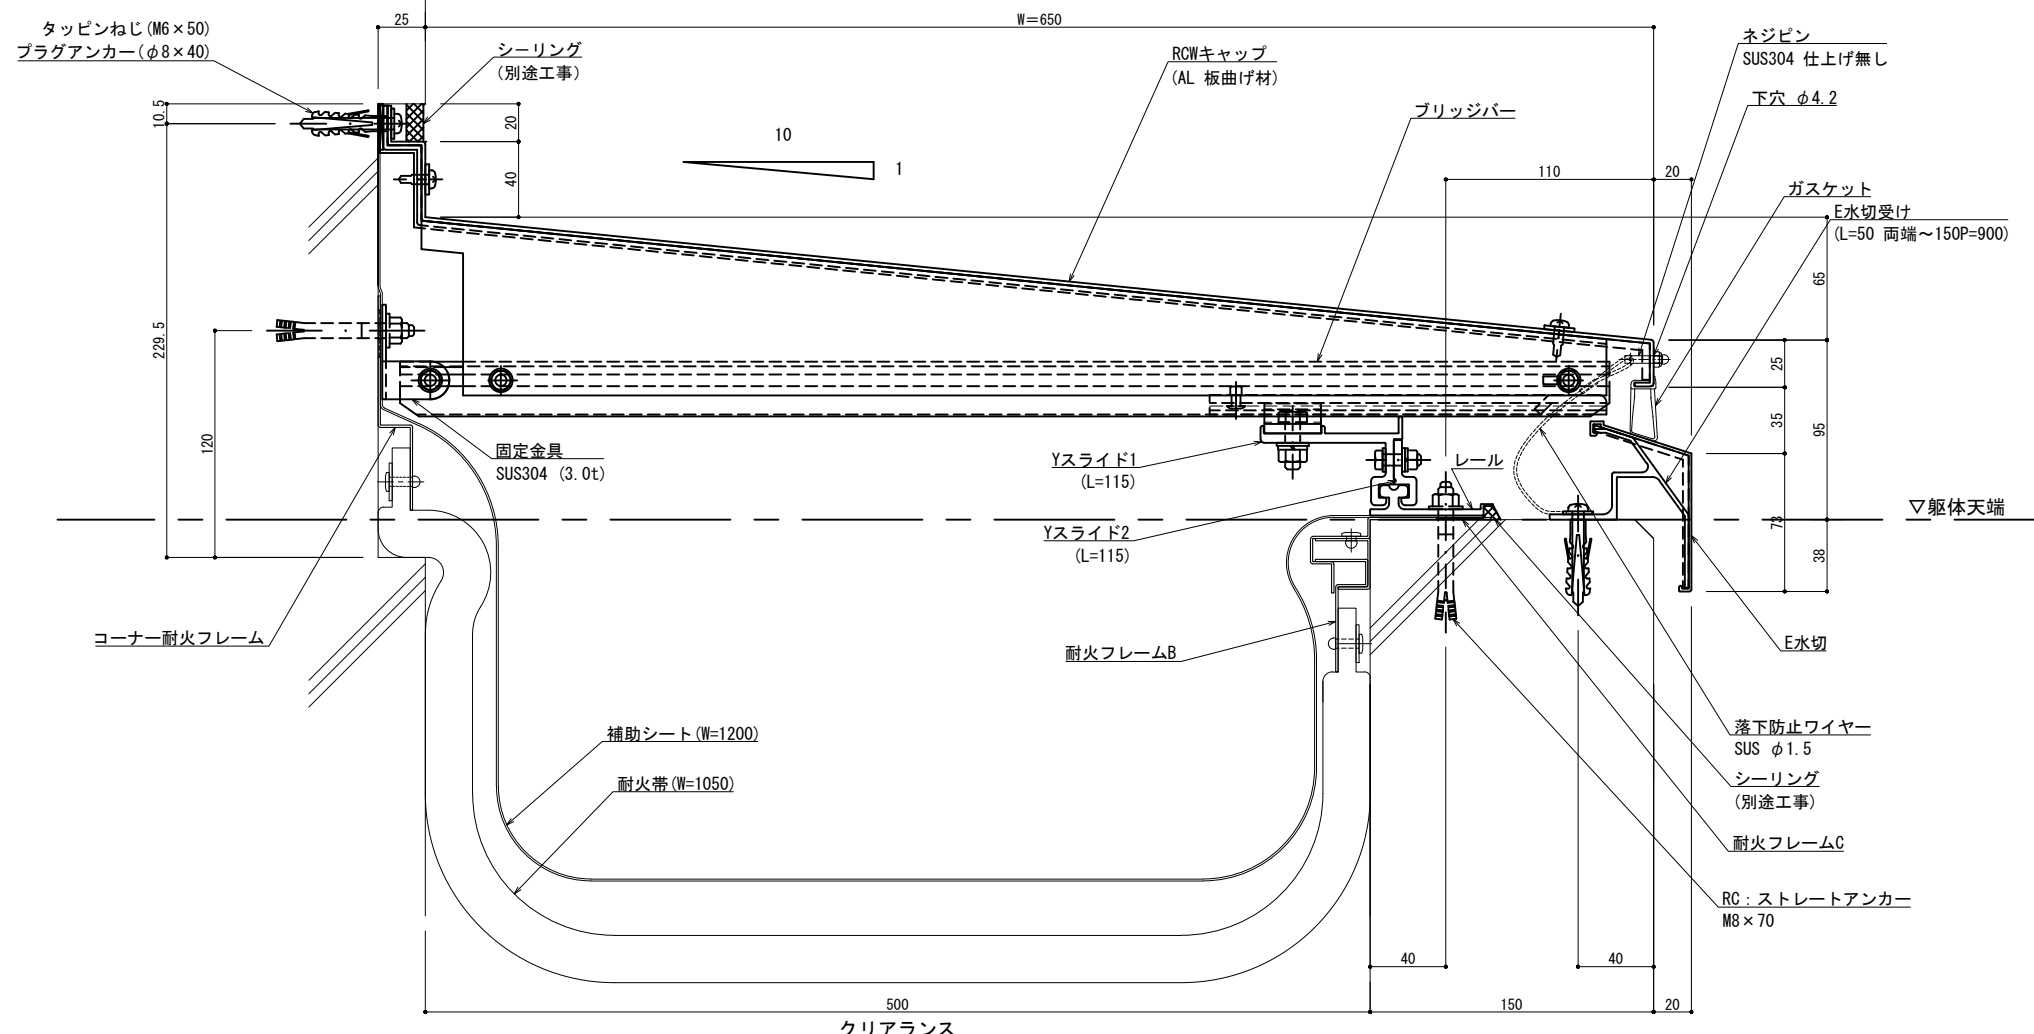 25
W=650
タッピンねじ(M6×50)
プラグアンカー(φ8×40)
シーリング
(別途工事)
RCWキャップ
(AL 板曲げ材)
ネジピン
SUS304 仕上げ無し
ブリッジバー
下穴 φ4.2
10.5
20
10
1
40
110
20
ガスケット
E水切受け
(L=50 両端～150P=900)
65
229.5
120
25
35
95
固定金具
SUS304 (3.0t)
Yスライド1
(L=115)
レール
▽躯体天端
Yスライド2
(L=115)
73
38
コーナー耐火フレーム
耐火フレームB
E水切
補助シート(W=1200)
落下防止ワイヤー
SUS φ1.5
耐火帯(W=1050)
シーリング
(別途工事)
耐火フレームC
RC：ストレートアンカー
M8×70
40
40
500
150
20
クリアランス